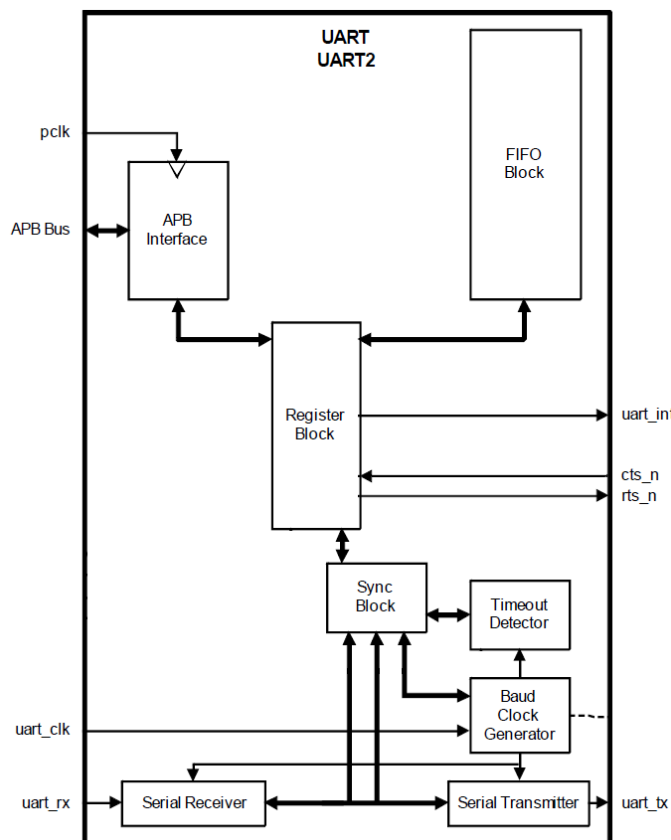 UART
UART2
pclk
FIFO
Block
APB
Interface
APB Bus
Register
Block
uart_int
cts_n
rts_n
Sync
Block
Timeout
Detector
Baud
Clock
Generator
uart_clk
uart_rx
Serial Receiver
Serial Transmitter
uart_tx